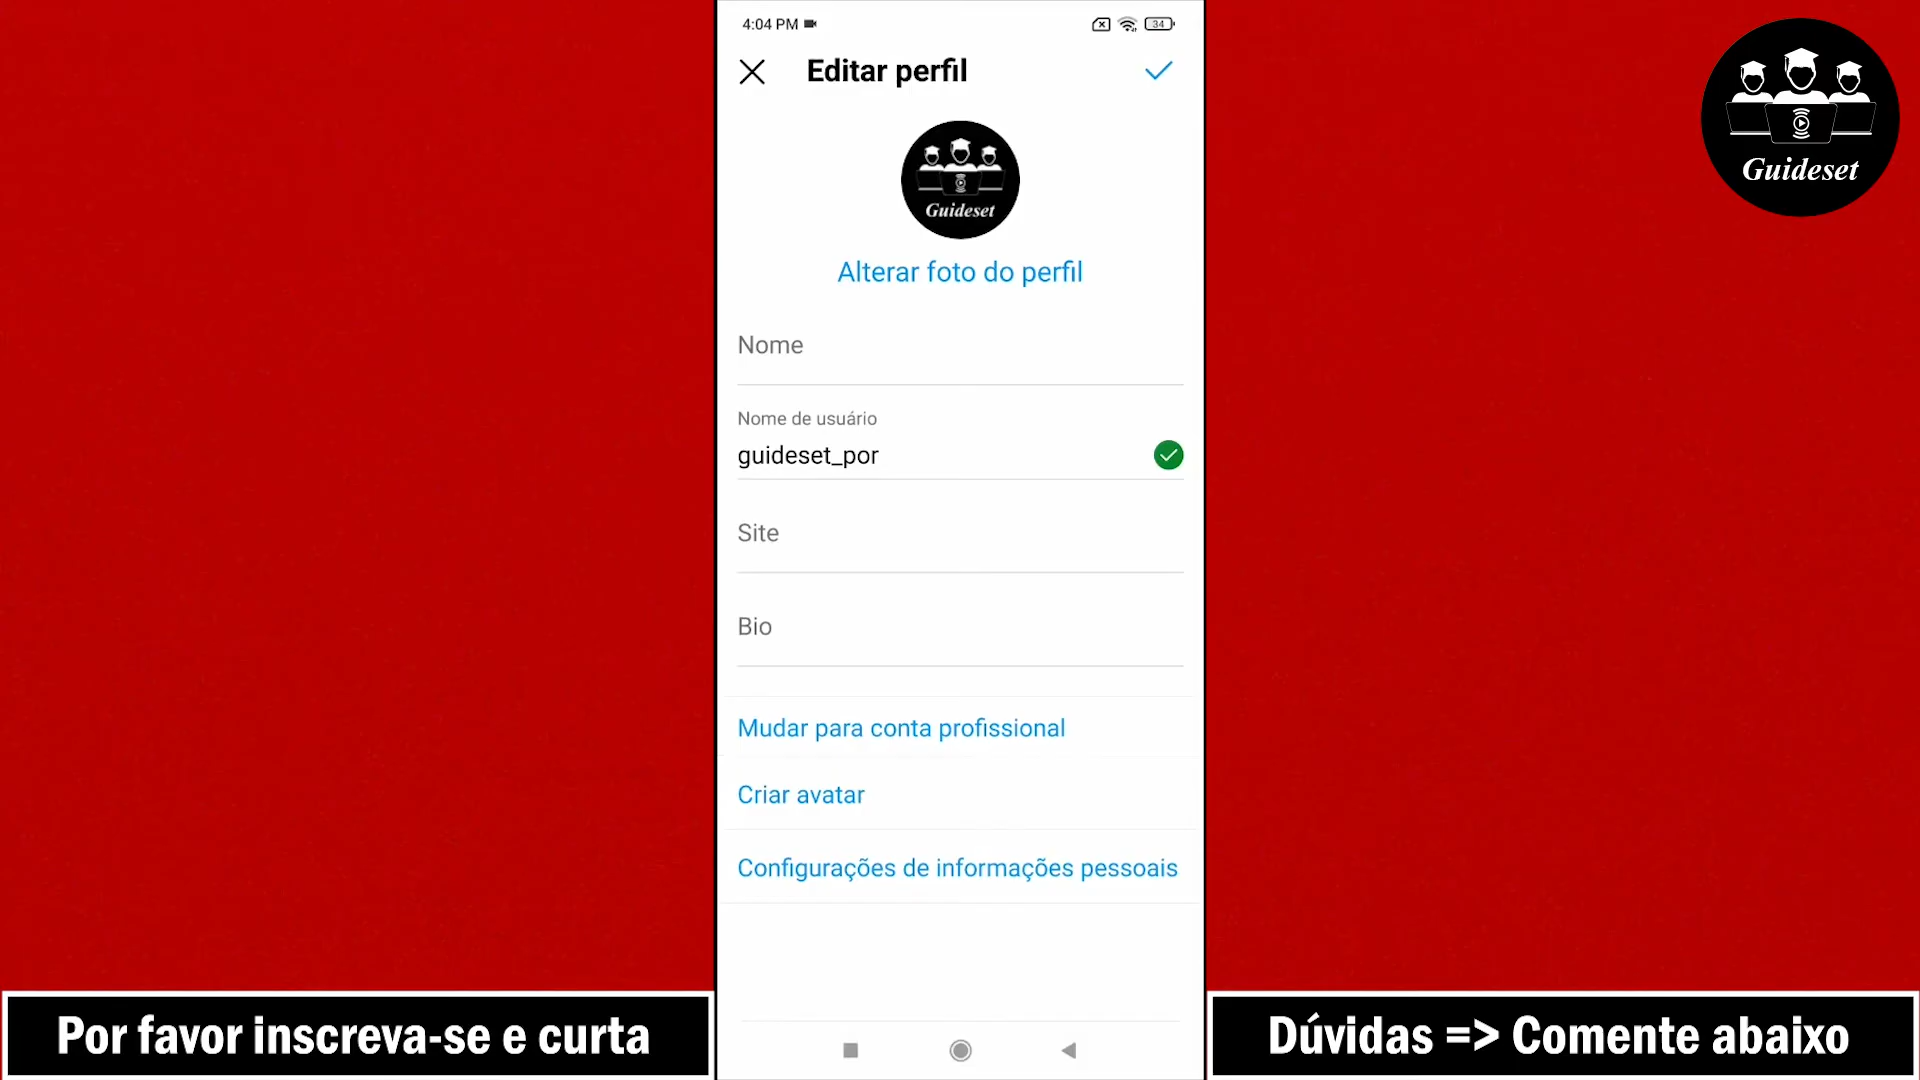 4:04 PM
34
Editar perfil
Guideset
Guideset
Alterar foto do perfil
Nome
Nome de usuário
guideset_por
Site
Bio
Mudar para conta profissional
Criar avatar
Configurações de informações pessoais
Por favor inscreva-se e curta
Dúvidas => Comente abaixo